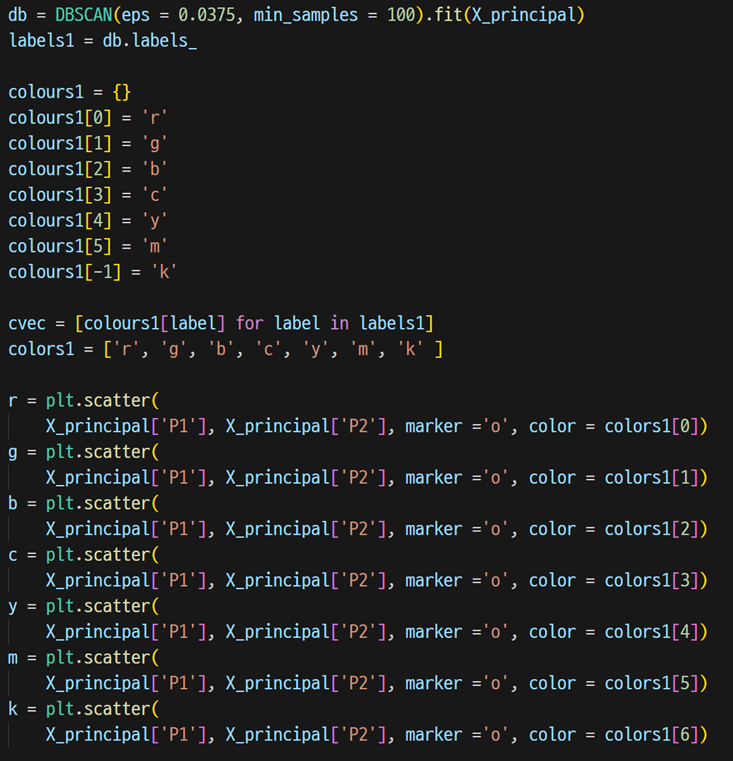 db = DBSCAN(eps = 0.0375, min_samples = 100).fit(X_principal)
labels1 = db.labels_
colours1 = {}
colours1[0] = 'r'
colours1[1] = 'g'
colours1[2] = 'b'
colours1[3] = 'c'
colours1[4] = 'y'
colours1[5] = 'm'
colours1[-1] = 'k'
cvec = [colours1[label] for label in labels1]
colors1 = ['r', 'g', 'b', 'c', 'y', 'm', 'k' ]
r = plt.scatter(
    X_principal['P1'], X_principal['P2'], marker ='o', color = colors1[0])
g = plt.scatter(
    X_principal['P1'], X_principal['P2'], marker ='o', color = colors1[1])
b = plt.scatter(
    X_principal['P1'], X_principal['P2'], marker ='o', color = colors1[2])
c = plt.scatter(
    X_principal['P1'], X_principal['P2'], marker ='o', color = colors1[3])
y = plt.scatter(
    X_principal['P1'], X_principal['P2'], marker ='o', color = colors1[4])
m = plt.scatter(
    X_principal['P1'], X_principal['P2'], marker ='o', color = colors1[5])
k = plt.scatter(
    X_principal['P1'], X_principal['P2'], marker ='o', color = colors1[6])